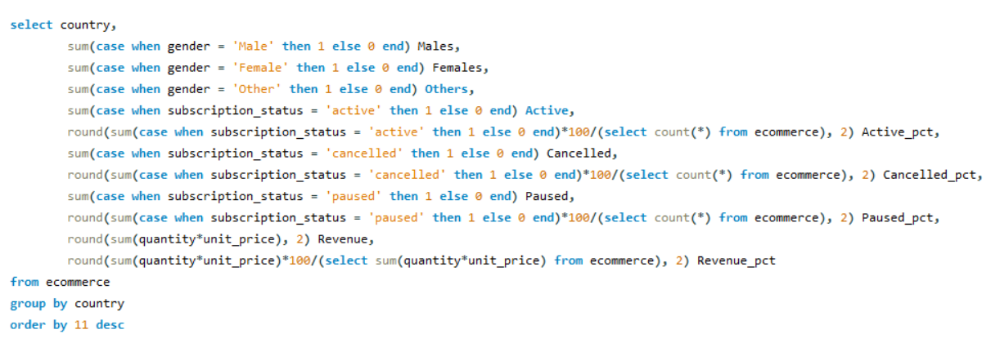 select country,
sum(case when gender = 'Male' then 1 else 0 end) Males,
sum(case when gender = 'Female' then 1 else 0 end) Females,
sum(case when gender = 'Other' then 1 else 0 end) Others,
sum(case when subscription_status = 'active' then 1 else 0 end) Active,
round(sum(case when subscription_status = 'active' then 1 else 0 end)*100/(select count(*) from ecommerce), 2) Active_pct,
sum(case when subscription_status = 'cancelled' then 1 else 0 end) Cancelled,
round(sum(case when subscription_status = 'cancelled' then 1 else 0 end)*100/(select count(*) from ecommerce), 2) Cancelled_pct,
sum(case when subscription_status = 'paused' then 1 else 0 end) Paused,
round(sum(case when subscription_status = 'paused' then 1 else 0 end)*100/(select count(*) from ecommerce), 2) Paused_pct,
round(sum(quantity*unit_price), 2) Revenue,
round(sum(quantity*unit_price)*100/(select sum(quantity*unit_price) from ecommerce), 2) Revenue_pct
from ecommerce
group by country
order by 11 desc